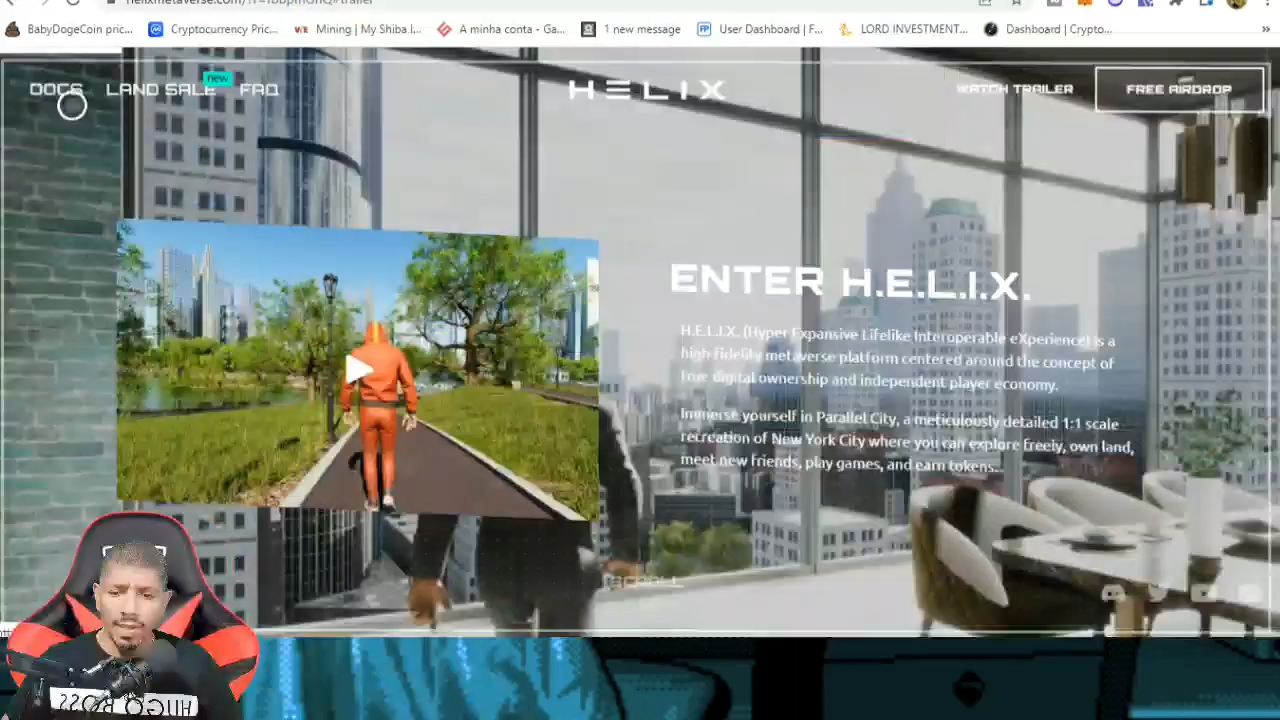 BabyDogeCoin pric...
Cryptocurrency Pric...
Mining | My Shiba I...
A minha conta - Ga...
1 new message
User Dashboard | F...
LORD INVESTMENT...
Dashboard | Crypto...
»
new
DOCS
LAND SALE
FAQ
HELIX
WATCH TRAILER
FREE AIRDROP
ENTER H.E.L.I.X.
H.E.L.I.X. (Hyper Expansive Lifelike Interoperable eXperience) is a
high-fidelity metaverse platform centered around the concept of
true digital ownership and independent player economy.
Immerse yourself in Parallel City, a meticulously detailed 1:1 scale
recreation of New York City where you can explore freely, own land,
meet new friends, play games, and earn tokens.
HUGO BOSS